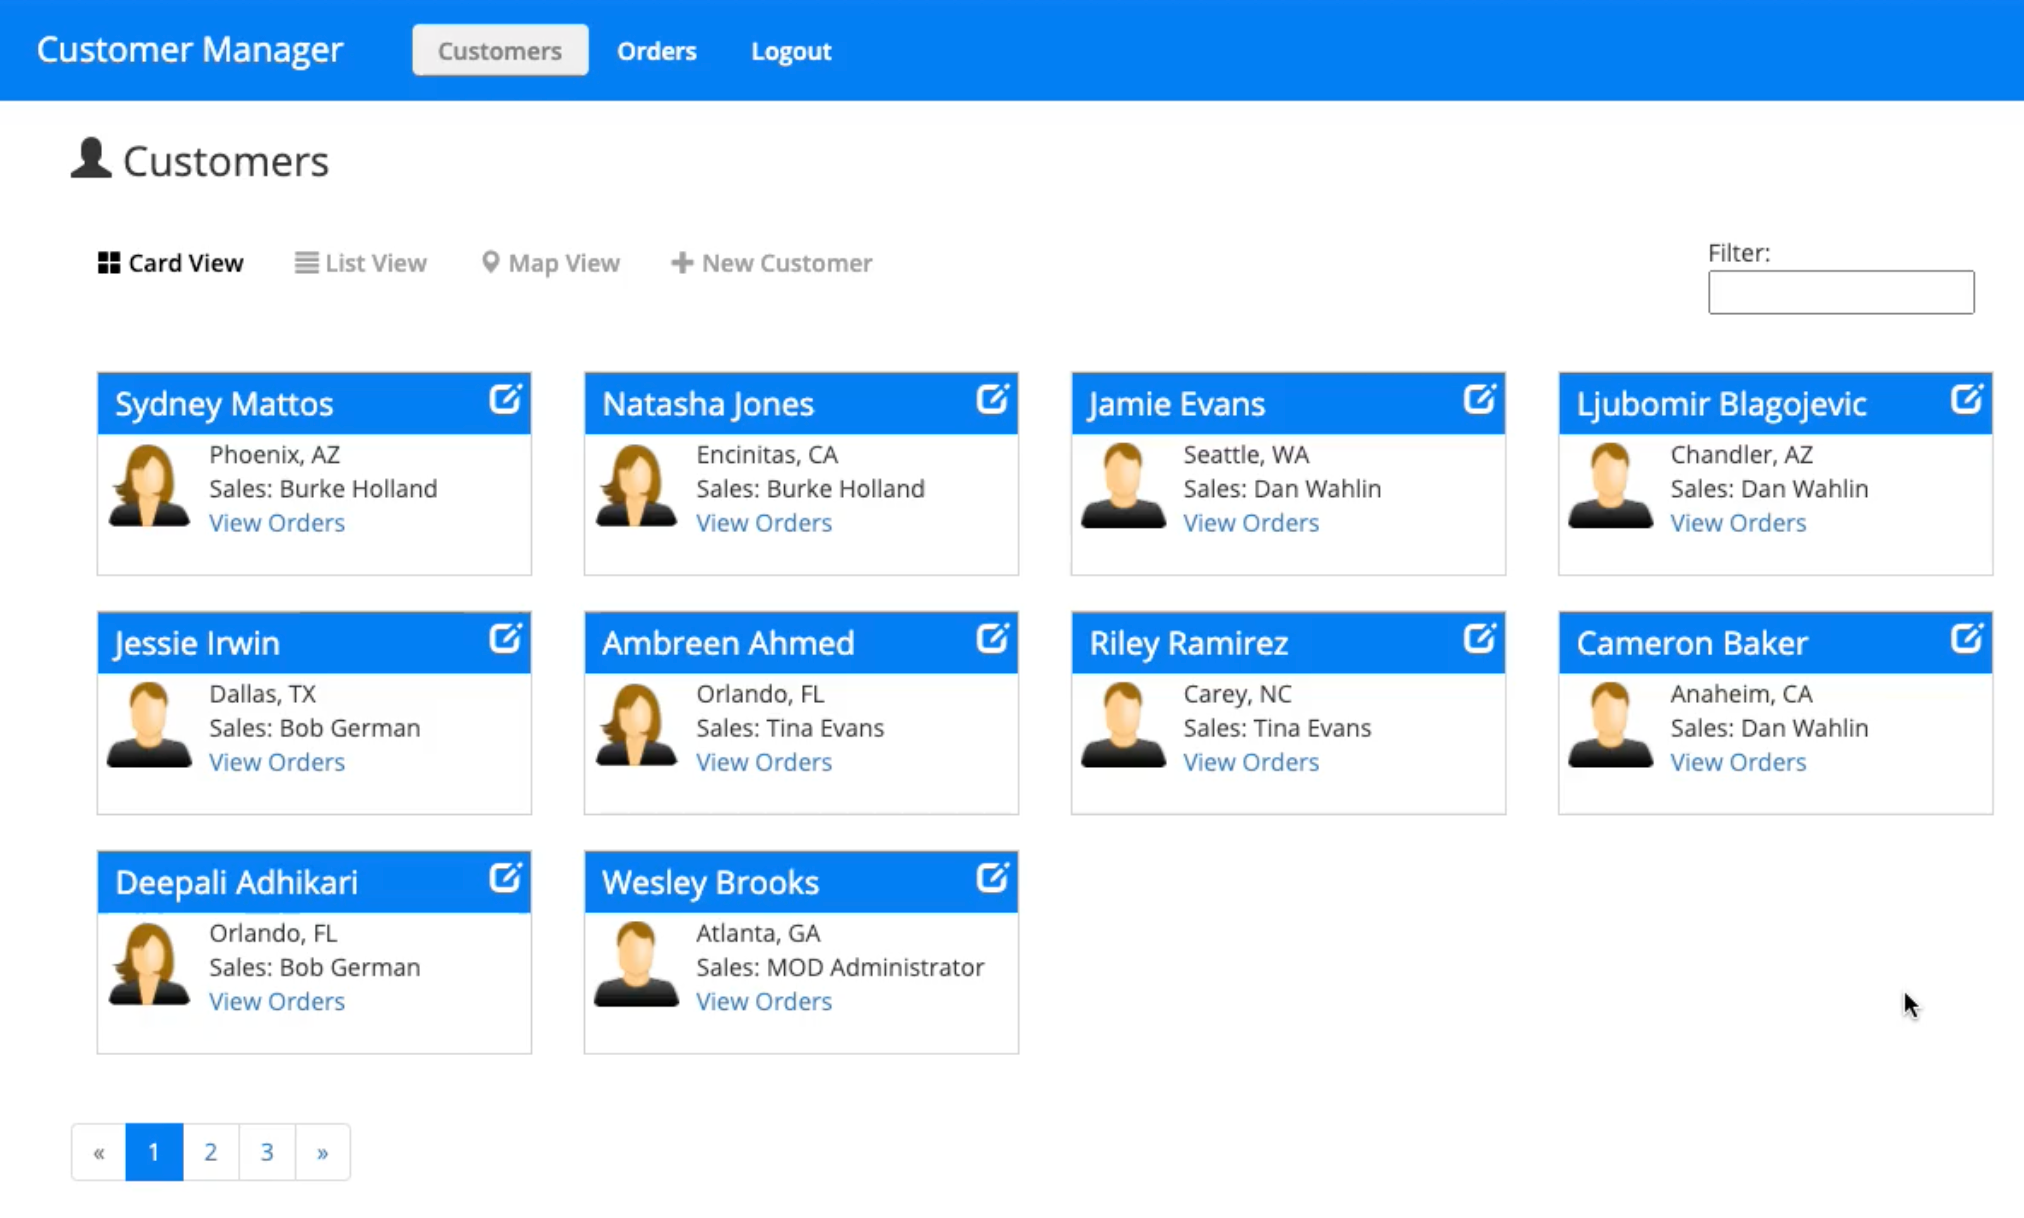 Customer Manager
Customers
Orders
Logout
Customers
Card View
List View
Map View
New Customer
Filter:
Sydney Mattos
Phoenix, AZ
Sales: Burke Holland
View Orders
Natasha Jones
Encinitas, CA
Sales: Burke Holland
View Orders
Jamie Evans
Seattle, WA
Sales: Dan Wahlin
View Orders
Ljubomir Blagojevic
Chandler, AZ
Sales: Dan Wahlin
View Orders
Jessie Irwin
Dallas, TX
Sales: Bob German
View Orders
Ambreen Ahmed
Orlando, FL
Sales: Tina Evans
View Orders
Riley Ramirez
Carey, NC
Sales: Tina Evans
View Orders
Cameron Baker
Anaheim, CA
Sales: Dan Wahlin
View Orders
Deepali Adhikari
Orlando, FL
Sales: Bob German
View Orders
Wesley Brooks
Atlanta, GA
Sales: MOD Administrator
View Orders
« 1 2 3 »